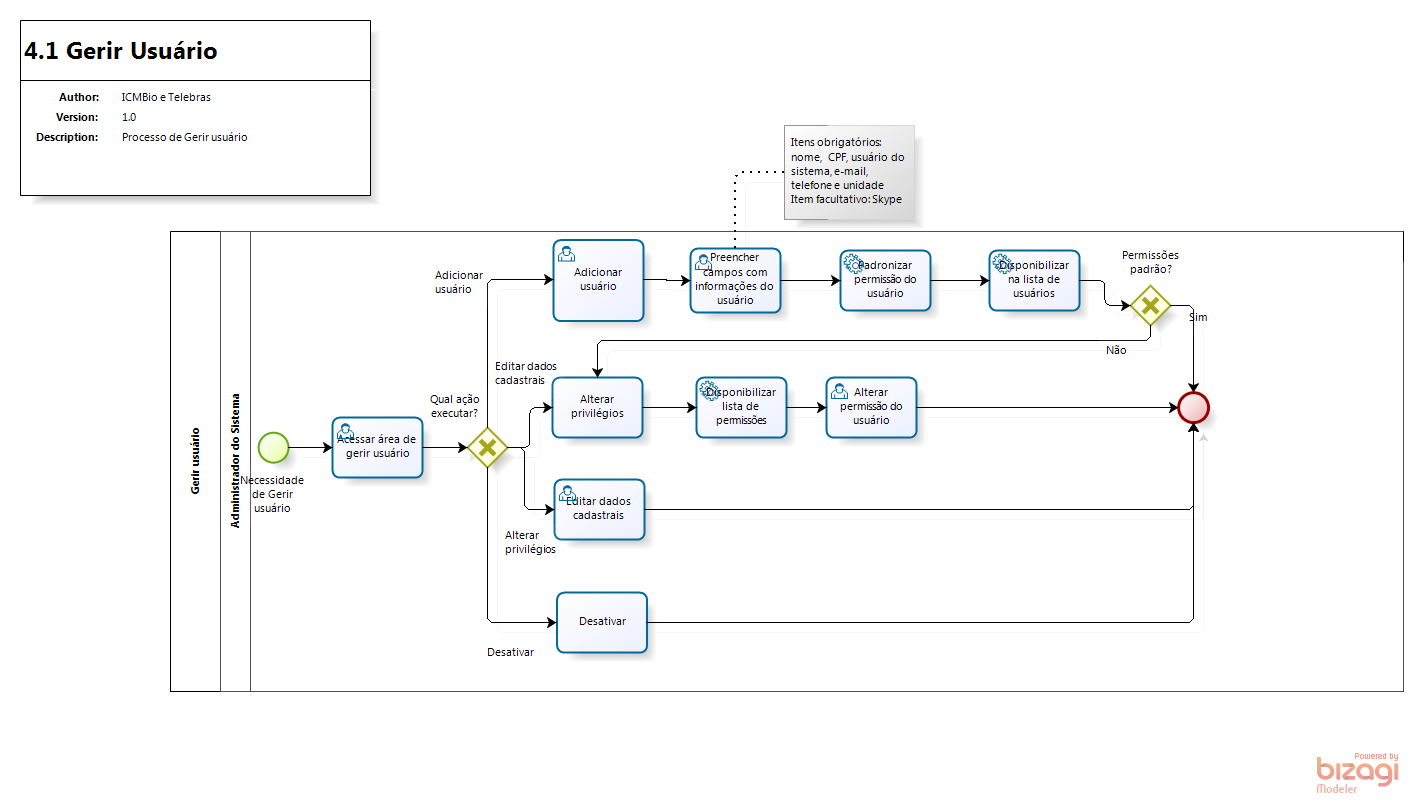 4.1 Gerir Usuário
Author: ICMBio e Telebras
Version: 1.0
Description: Processo de Gerir usuário
Itens obrigatórios:
nome, CPF, usuário do
sistema, e-mail,
telefone e unidade
Item facultativo: Skype
Gerir usuário
Administrador do Sistema
Necessidade
de Gerir
usuário
Acessar área de
gerir usuário
Qual ação
executar?
Adicionar
usuário
Adicionar
usuário
Preencher
campos com
informações do
usuário
Padronizar
permissão do
usuário
Disponibilizar
na lista de
usuários
Permissões
padrão?
Sim
Não
Editar dados
cadastrais
Alterar
privilégios
Disponibilizar
lista de
permissões
Alterar
permissão do
usuário
Alterar
privilégios
Editar dados
cadastrais
Desativar
Desativar
Powered by
bizagi
Modeler